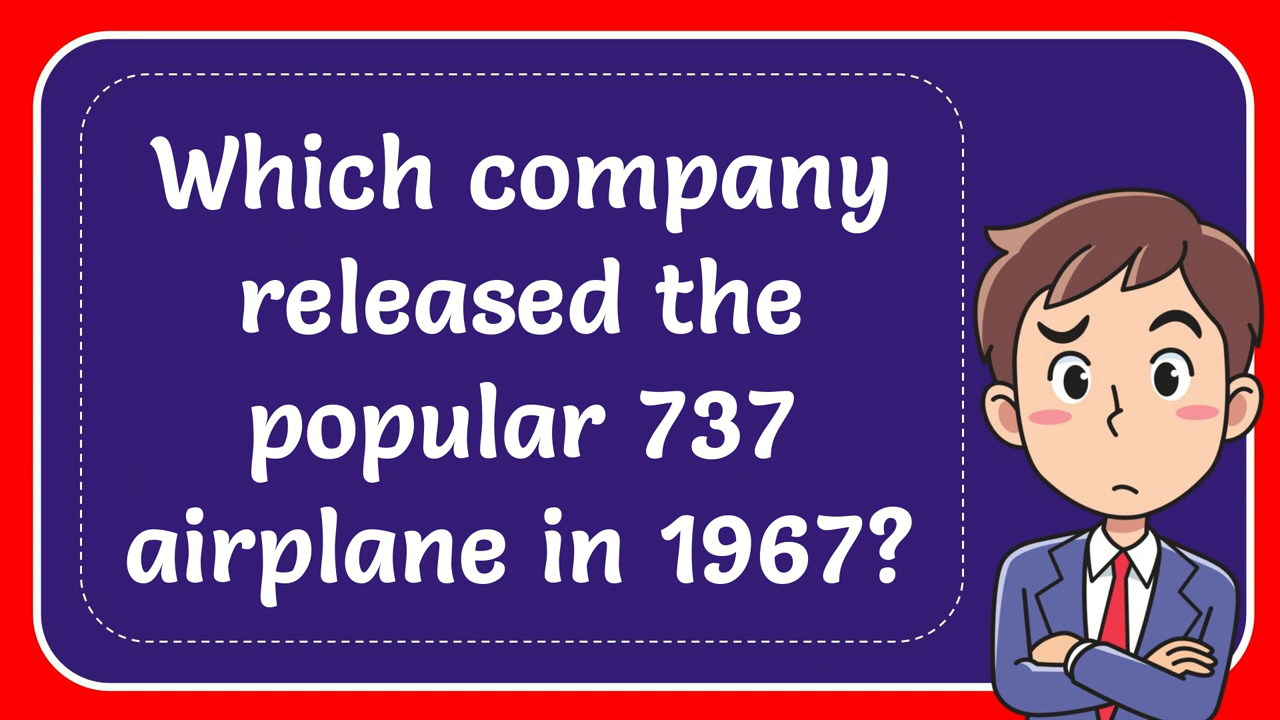 Which company
released the
popular 737
airplane in 1967?